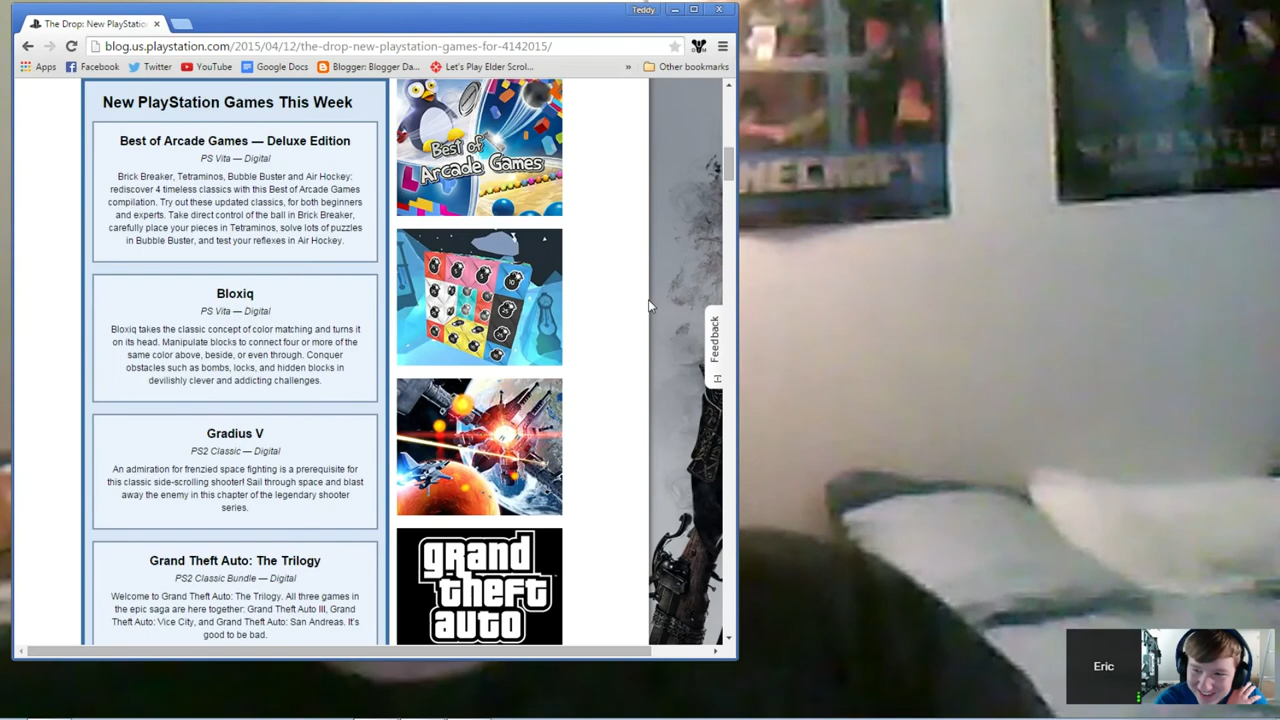 Teddy
The Drop: New PlayStatio
blog.us.playstation.com/2015/04/12/the-drop-new-playstation-games-for-4142015/
Apps Facebook Twitter YouTube Google Docs Blogger: Blogger Da... Let's Play Elder Scrol... » Other bookmarks
New PlayStation Games This Week
Best of Arcade Games — Deluxe Edition
PS Vita — Digital
Brick Breaker, Tetraminos, Bubble Buster and Air Hockey:
rediscover 4 timeless classics with this Best of Arcade Games
compilation. Try out these updated classics, for both beginners
and experts. Take direct control of the ball in Brick Breaker,
carefully place your pieces in Tetraminos, solve lots of puzzles
in Bubble Buster, and test your reflexes in Air Hockey.
Best of
Arcade Games
Bloxiq
PS Vita — Digital
Bloxiq takes the classic concept of color matching and turns it
on its head. Manipulate blocks to connect four or more of the
same color above, beside, or even through. Conquer
obstacles such as bombs, locks, and hidden blocks in
devilishly clever and addicting challenges.
Gradius V
PS2 Classic — Digital
An admiration for frenzied space fighting is a prerequisite for
this classic side-scrolling shooter! Sail through space and blast
away the enemy in this chapter of the legendary shooter
series.
Grand Theft Auto: The Trilogy
PS2 Classic Bundle — Digital
Welcome to Grand Theft Auto: The Trilogy. All three games in
the epic saga are here together: Grand Theft Auto III, Grand
Theft Auto: Vice City, and Grand Theft Auto: San Andreas. It's
good to be bad.
grand
theft
auto
Feedback
[-]
MINECRAFT
Eric